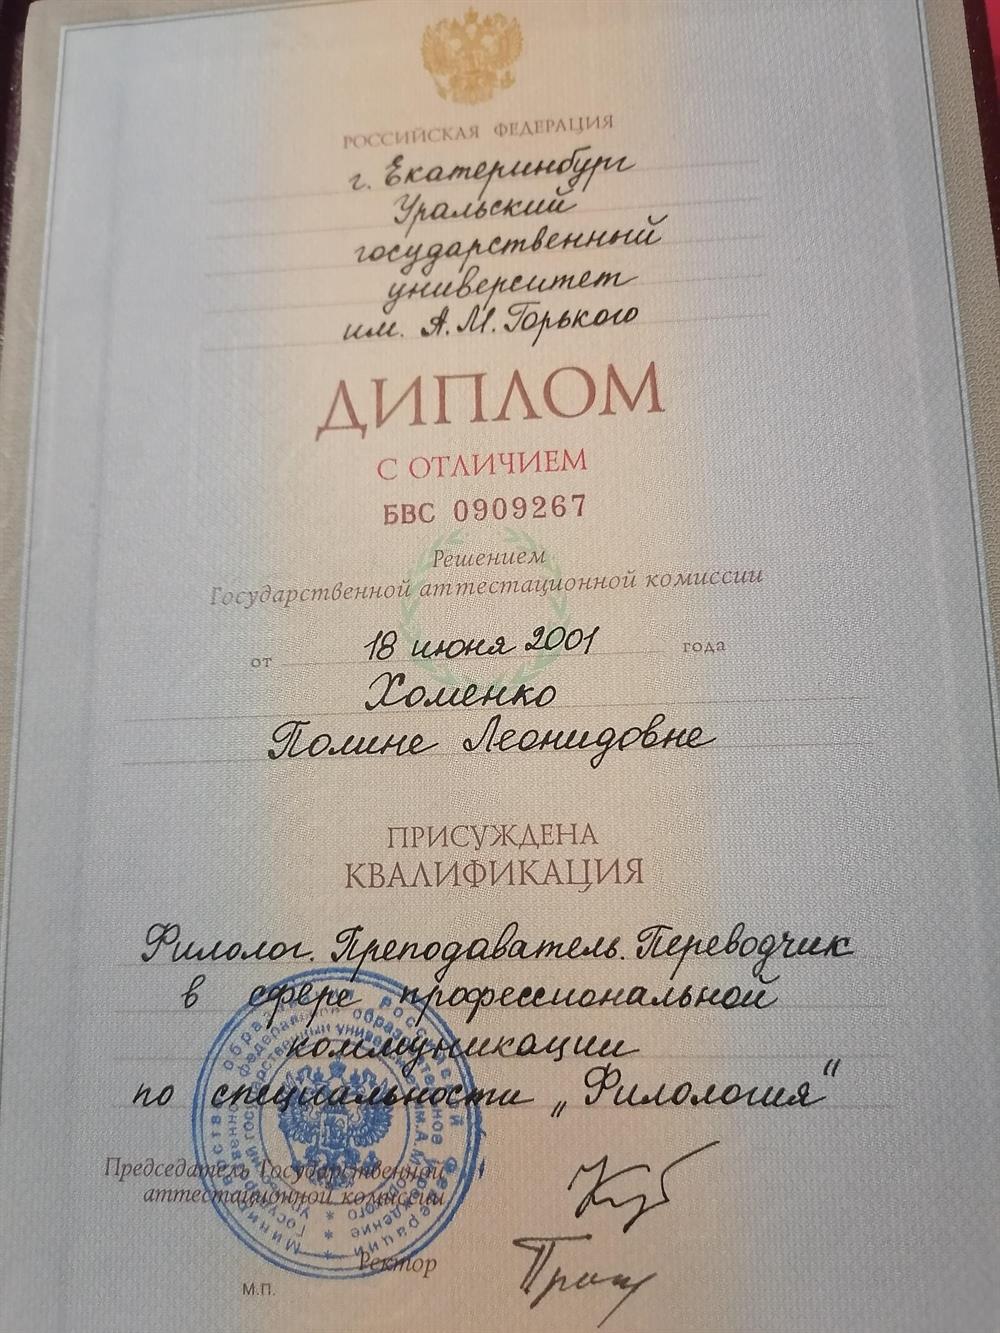 РОССИЙСКАЯ ФЕДЕРАЦИЯ
г. Екатеринбург
Уральский
государственный
университет
им. А.М. Горького
ДИПЛОМ
С ОТЛИЧИЕМ
БВС 0909267
Решением
Государственной аттестационной комиссии
от 18 июня 2001 года
Хоменко
Полине Леонидовне
ПРИСУЖДЕНА
КВАЛИФИКАЦИЯ
Филолог. Преподаватель. Переводчик
в сфере профессиональной
коммуникации
по специальности „Филология"
Председатель Государственной
аттестационной комиссии
Ректор
М.П.